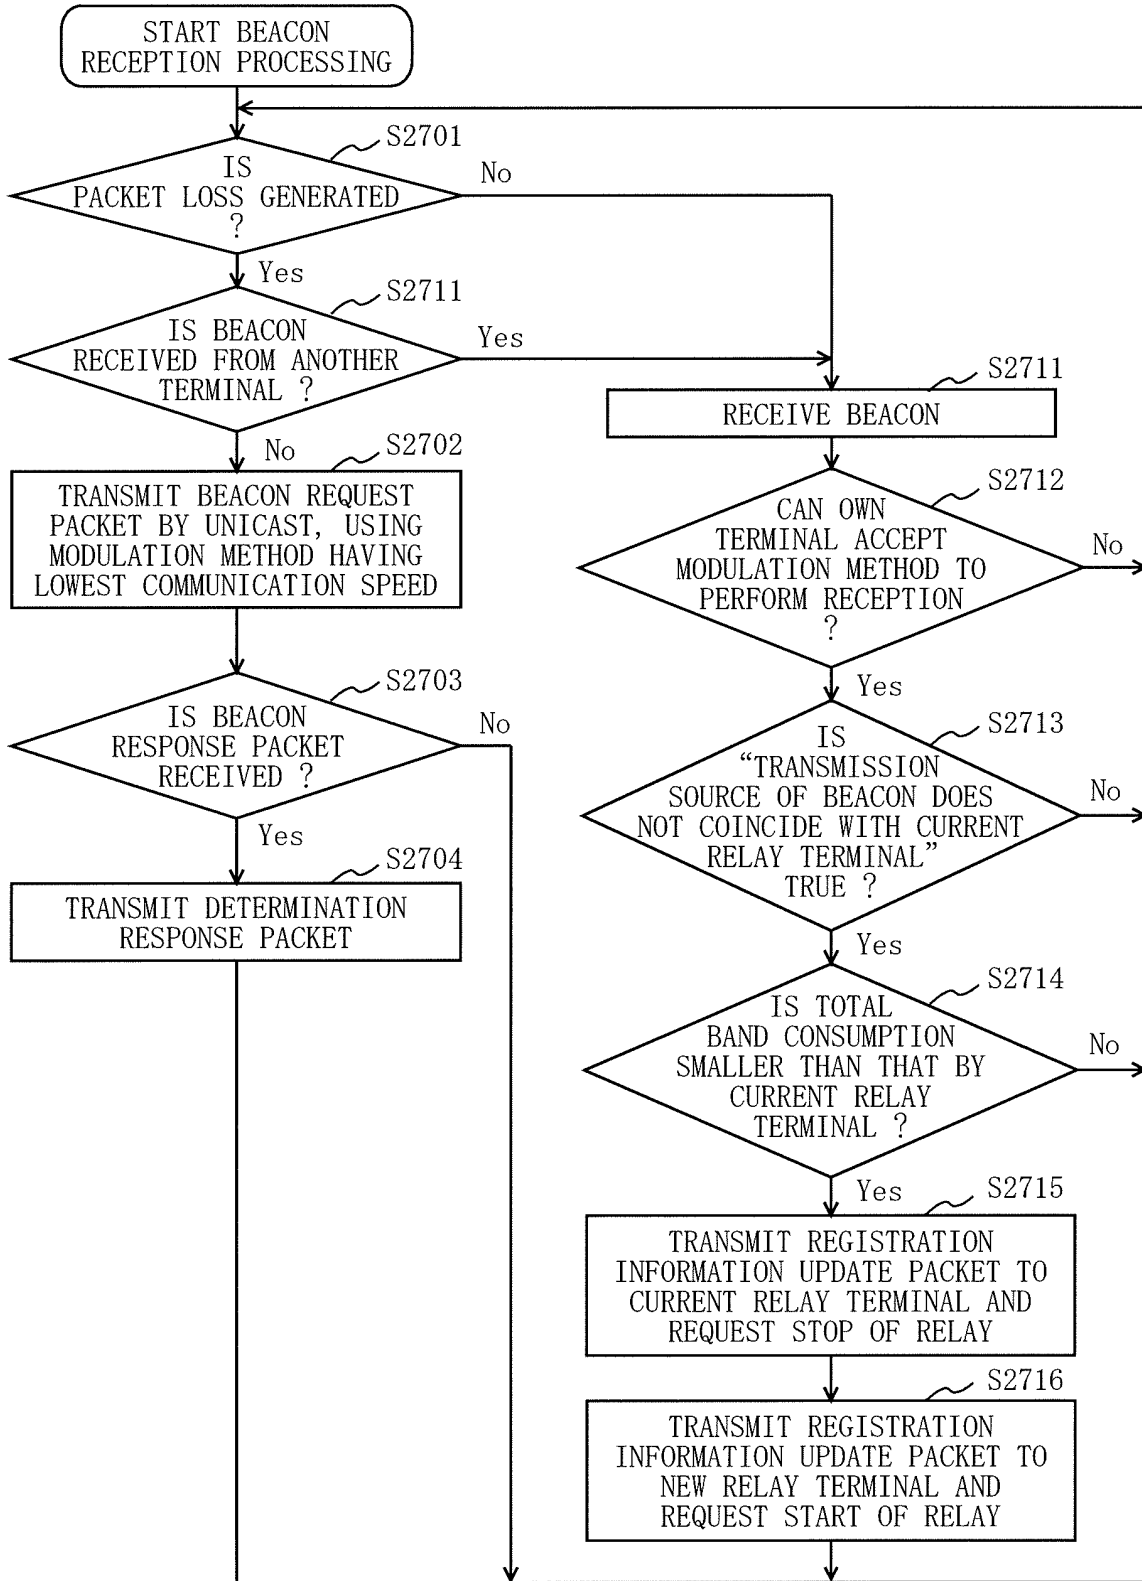 START BEACON
RECEPTION PROCESSING
S2701
IS
PACKET LOSS GENERATED
?
No
Yes
S2711
IS BEACON
RECEIVED FROM ANOTHER
TERMINAL ?
Yes
No
S2702
TRANSMIT BEACON REQUEST
PACKET BY UNICAST, USING
MODULATION METHOD HAVING
LOWEST COMMUNICATION SPEED
S2703
IS BEACON
RESPONSE PACKET
RECEIVED ?
No
Yes
S2704
TRANSMIT DETERMINATION
RESPONSE PACKET
S2711
RECEIVE BEACON
S2712
CAN OWN
TERMINAL ACCEPT
MODULATION METHOD TO
PERFORM RECEPTION
?
No
Yes
S2713
IS
“TRANSMISSION
SOURCE OF BEACON DOES
NOT COINCIDE WITH CURRENT
RELAY TERMINAL”
TRUE ?
No
Yes
S2714
IS TOTAL
BAND CONSUMPTION
SMALLER THAN THAT BY
CURRENT RELAY
TERMINAL ?
No
Yes
S2715
TRANSMIT REGISTRATION
INFORMATION UPDATE PACKET TO
CURRENT RELAY TERMINAL AND
REQUEST STOP OF RELAY
S2716
TRANSMIT REGISTRATION
INFORMATION UPDATE PACKET TO
NEW RELAY TERMINAL AND
REQUEST START OF RELAY